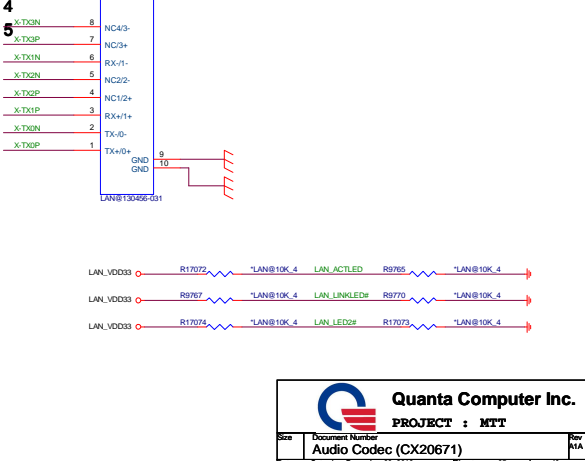 4
5
X-TX3N 8 NC4/3-
X-TX3P 7 NC/3+
X-TX1N 6 RX-/1-
X-TX2N 5 NC2/2-
X-TX2P 4 NC1/2+
X-TX1P 3 RX+/1+
X-TX0N 2 TX-/0-
X-TX0P 1 TX+/0+
GND 9
GND 10
LAN@130456-031
LAN_VDD33 R17072 *LAN@10K_4 LAN_ACTLED R9765 *LAN@10K_4
LAN_VDD33 R9767 *LAN@10K_4 LAN_LINKLED# R9770 *LAN@10K_4
LAN_VDD33 R17074 *LAN@10K_4 LAN_LED2# R17073 *LAN@10K_4
Quanta Computer Inc.
PROJECT : MTT
Size Document Number Rev
Audio Codec (CX20671) A1A